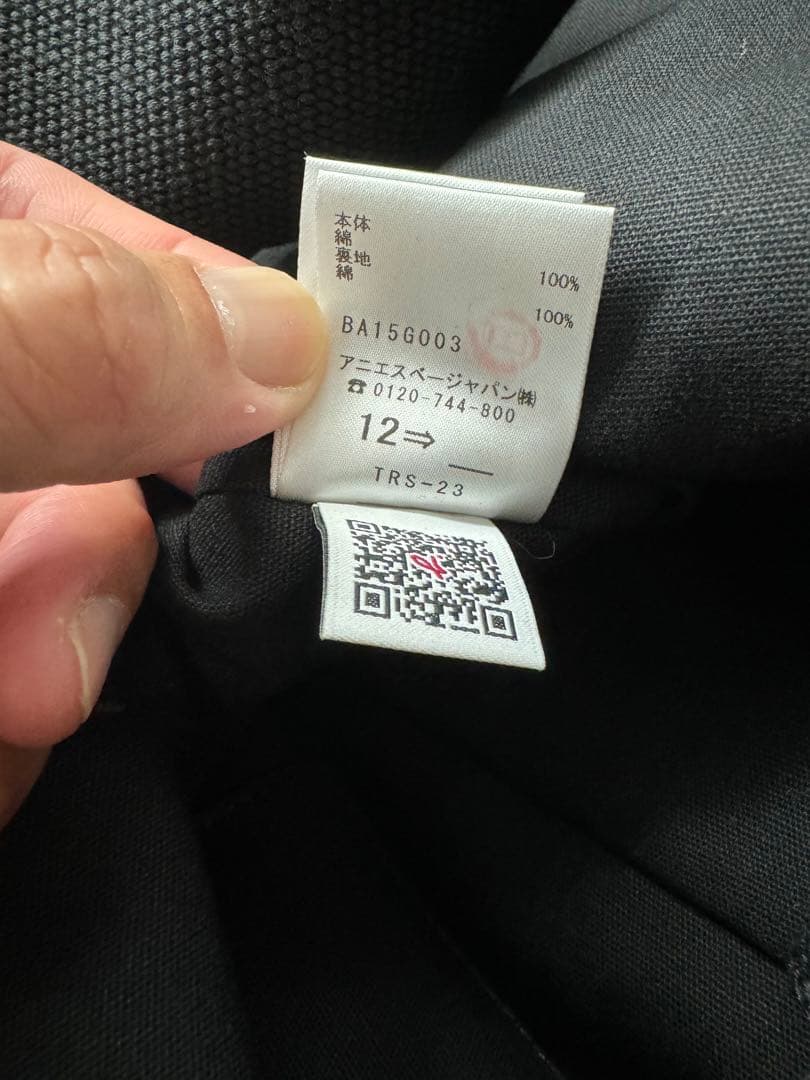 本体
綿 100%
裏地
綿 100%
BA15G003
アニエスベージャパン㈱
☎0120-744-800
12⇒
TRS-23